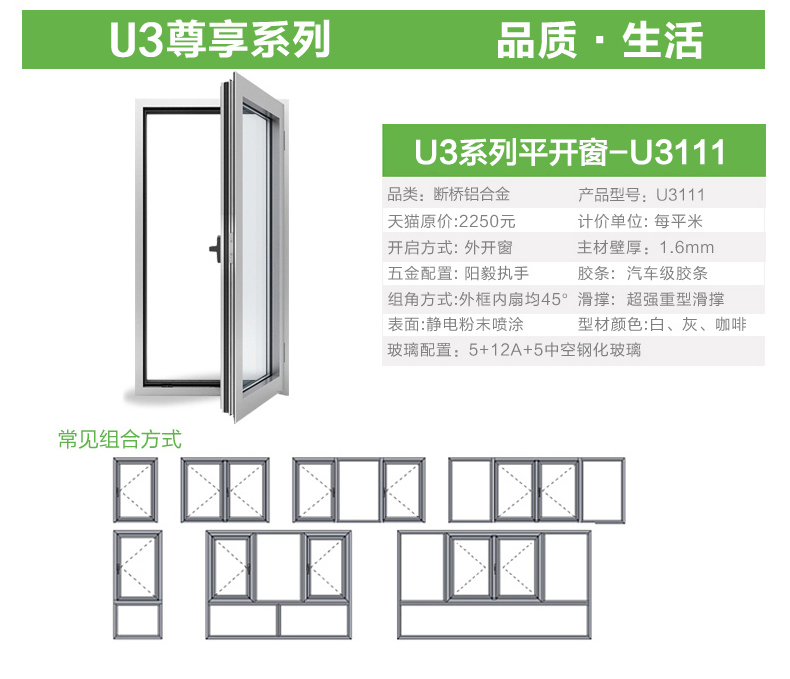 U3尊享系列
品质·生活
U3系列平开窗-U3111
品类：断桥铝合金 产品型号：U3111
天猫原价:2250元 计价单位: 每平米
开启方式: 外开窗 主材壁厚：1.6mm
五金配置: 阳毅执手 胶条：汽车级胶条
组角方式:外框内扇均45° 滑撑：超强重型滑撑
表面:静电粉末喷涂 型材颜色:白、灰、咖啡
玻璃配置：5+12A+5中空钢化玻璃
常见组合方式